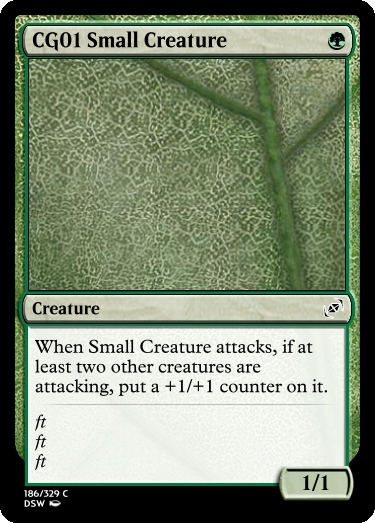 CG01 Small Creature
Creature
When Small Creature attacks, if at
least two other creatures are
attacking, put a +1/+1 counter on it.
ft
ft
ft
1/1
186/329 C
DSW